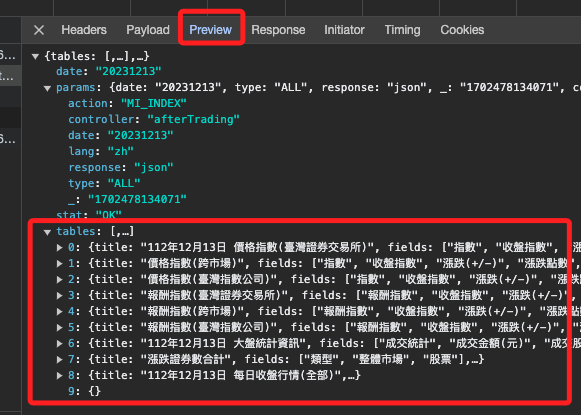 Headers Payload Preview Response Initiator Timing Cookies
{tables: [,…],…}
date: "20231213"
params: {date: "20231213", type: "ALL", response: "json", _: "1702478134071",
action: "MI_INDEX"
controller: "afterTrading"
date: "20231213"
lang: "zh"
response: "json"
type: "ALL"
_: "1702478134071"
stat: "OK"
tables: [,…]
0: {title: "112年12月13日 價格指數(臺灣證券交易所)", fields: ["指數", "收盤指數",
1: {title: "價格指數(跨市場)", fields: ["指數", "收盤指數", "漲跌(+/-)", "漲跌點數
2: {title: "價格指數(臺灣指數公司)", fields: ["指數", "收盤指數", "漲跌(+/-)",
3: {title: "報酬指數(臺灣證券交易所)", fields: ["報酬指數", "收盤指數", "漲跌(+/-)
4: {title: "報酬指數(跨市場)", fields: ["報酬指數", "收盤指數", "漲跌(+/-)", "漲跌點
5: {title: "報酬指數(臺灣指數公司)", fields: ["報酬指數", "收盤指數", "漲跌(+/-)",
6: {title: "112年12月13日 大盤統計資訊", fields: ["成交統計", "成交金額(元)", "成交股
7: {title: "漲跌證券數合計", fields: ["類型", "整體市場", "股票"],…}
8: {title: "112年12月13日 每日收盤行情(全部)",…}
9: {}